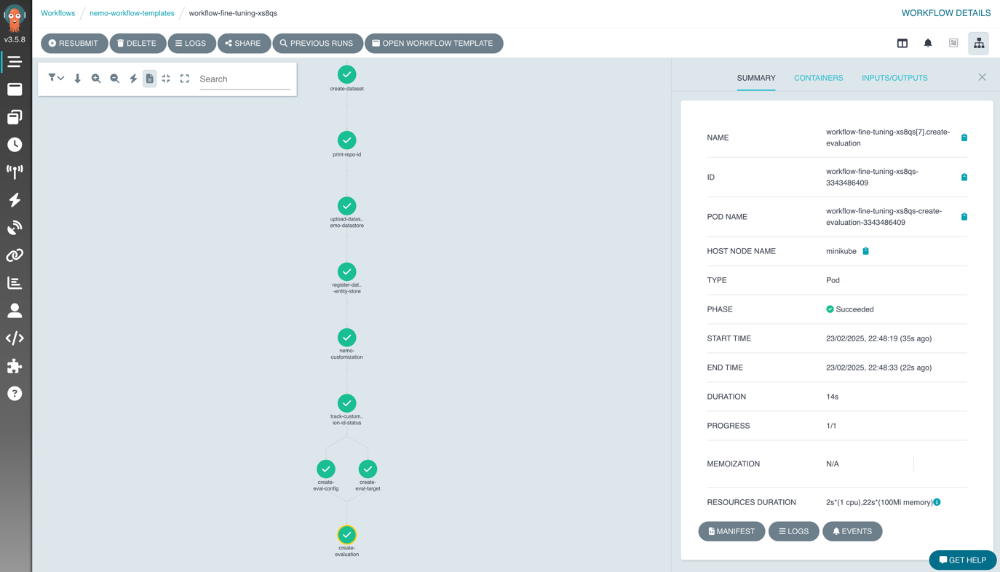 v3.5.8
Workflows / nemo-workflow-templates / workflow-fine-tuning-xs8qs
WORKFLOW DETAILS
RESUBMIT DELETE LOGS SHARE PREVIOUS RUNS OPEN WORKFLOW TEMPLATE
Search
create-dataset
print-repo-id
upload-datas..
emo-datastore
register-dat..
-entity-store
nemo-
customization
track-custom..
ion-id-status
create-
eval-config
create-
eval-target
create-
evaluation
SUMMARY CONTAINERS INPUTS/OUTPUTS
NAME
workflow-fine-tuning-xs8qs[7].create-
evaluation
ID
workflow-fine-tuning-xs8qs-
3343486409
POD NAME
workflow-fine-tuning-xs8qs-create-
evaluation-3343486409
HOST NODE NAME minikube
TYPE Pod
PHASE Succeeded
START TIME 23/02/2025, 22:48:19 (35s ago)
END TIME 23/02/2025, 22:48:33 (22s ago)
DURATION 14s
PROGRESS 1/1
MEMOIZATION N/A
RESOURCES DURATION 2s*(1 cpu),22s*(100Mi memory)
MANIFEST LOGS EVENTS
GET HELP